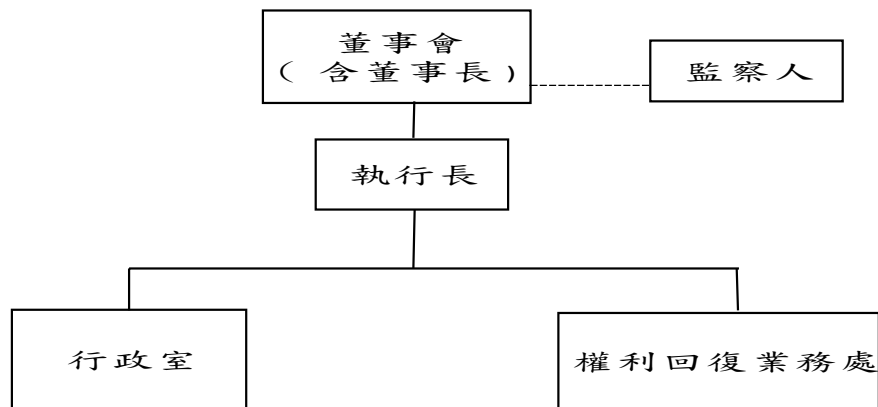 董事會
（含董事長）
監察人
執行長
行政室
權利回復業務處